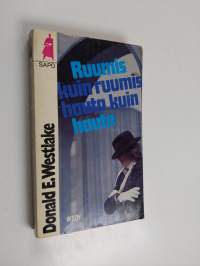 SAPO
Donald E. Westlake
Ruumis
kuin ruumis
hauta kuin
hauta
WSOY